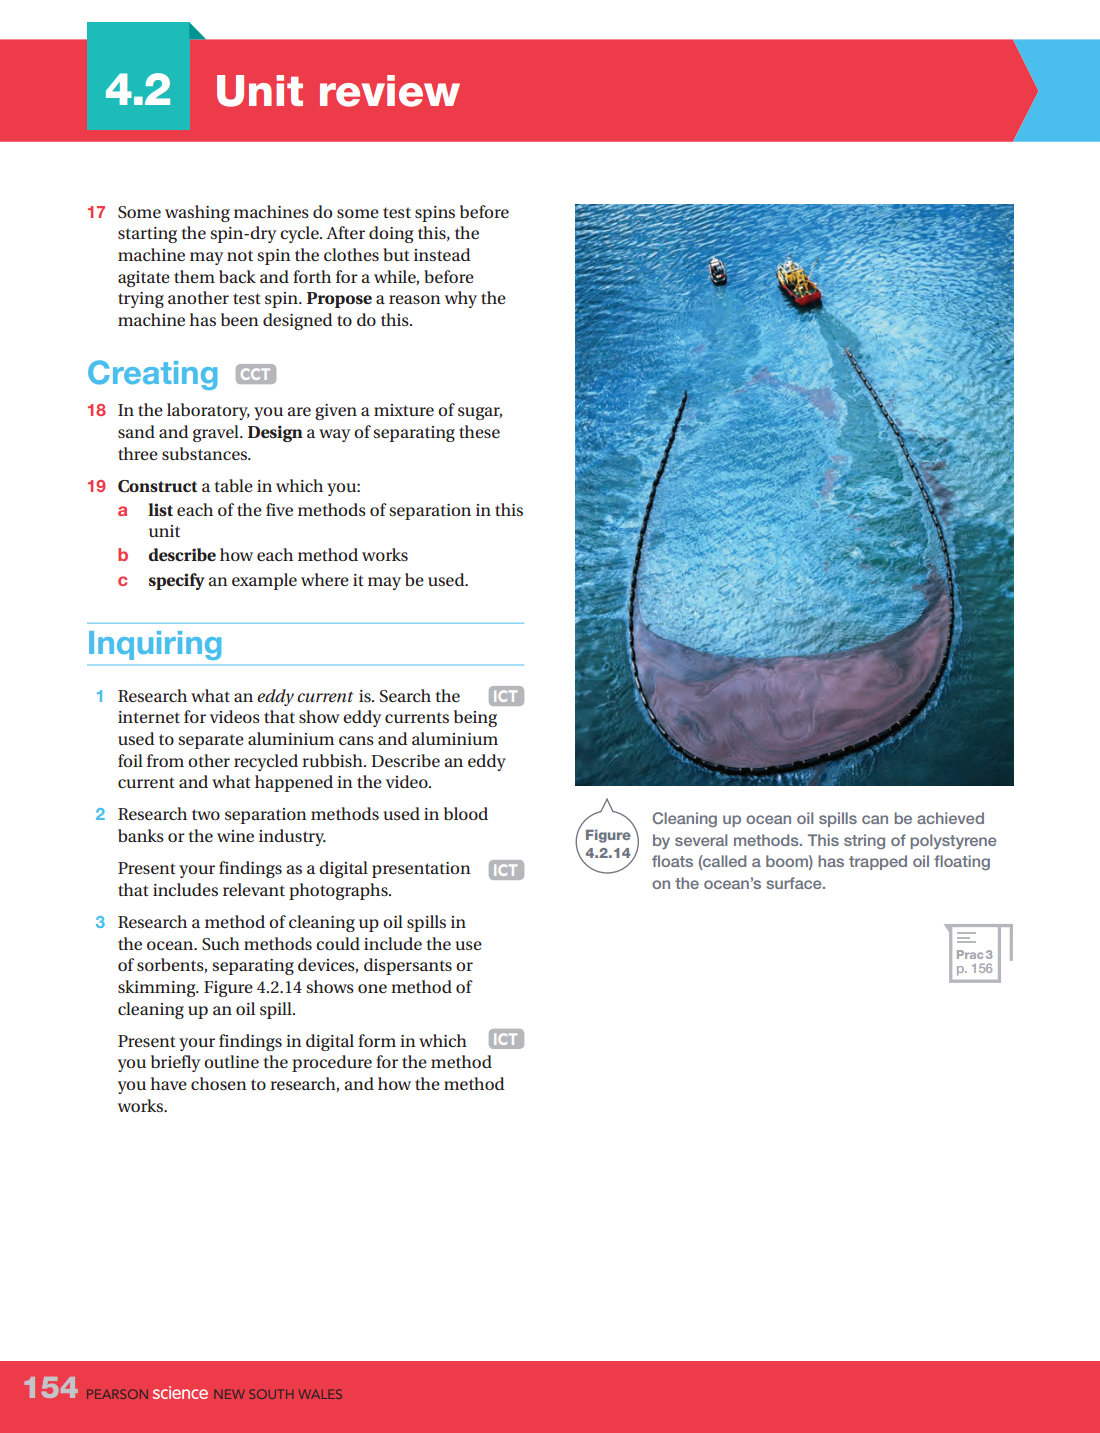 4.2 Unit review
17 Some washing machines do some test spins before
starting the spin-dry cycle. After doing this, the
machine may not spin the clothes but instead
agitate them back and forth for a while, before
trying another test spin. Propose a reason why the
machine has been designed to do this.
Creating CCT
18 In the laboratory, you are given a mixture of sugar,
sand and gravel. Design a way of separating these
three substances.
19 Construct a table in which you:
a list each of the five methods of separation in this
unit
b describe how each method works
c specify an example where it may be used.
Inquiring
1 Research what an eddy current is. Search the ICT
internet for videos that show eddy currents being
used to separate aluminium cans and aluminium
foil from other recycled rubbish. Describe an eddy
current and what happened in the video.
2 Research two separation methods used in blood
banks or the wine industry.
Present your findings as a digital presentation ICT
that includes relevant photographs.
3 Research a method of cleaning up oil spills in
the ocean. Such methods could include the use
of sorbents, separating devices, dispersants or
skimming. Figure 4.2.14 shows one method of
cleaning up an oil spill.
Present your findings in digital form in which ICT
you briefly outline the procedure for the method
you have chosen to research, and how the method
works.
Figure
4.2.14
Cleaning up ocean oil spills can be achieved
by several methods. This string of polystyrene
floats (called a boom) has trapped oil floating
on the ocean's surface.
Prac 3
p. 156
154 PEARSON science NEW SOUTH WALES